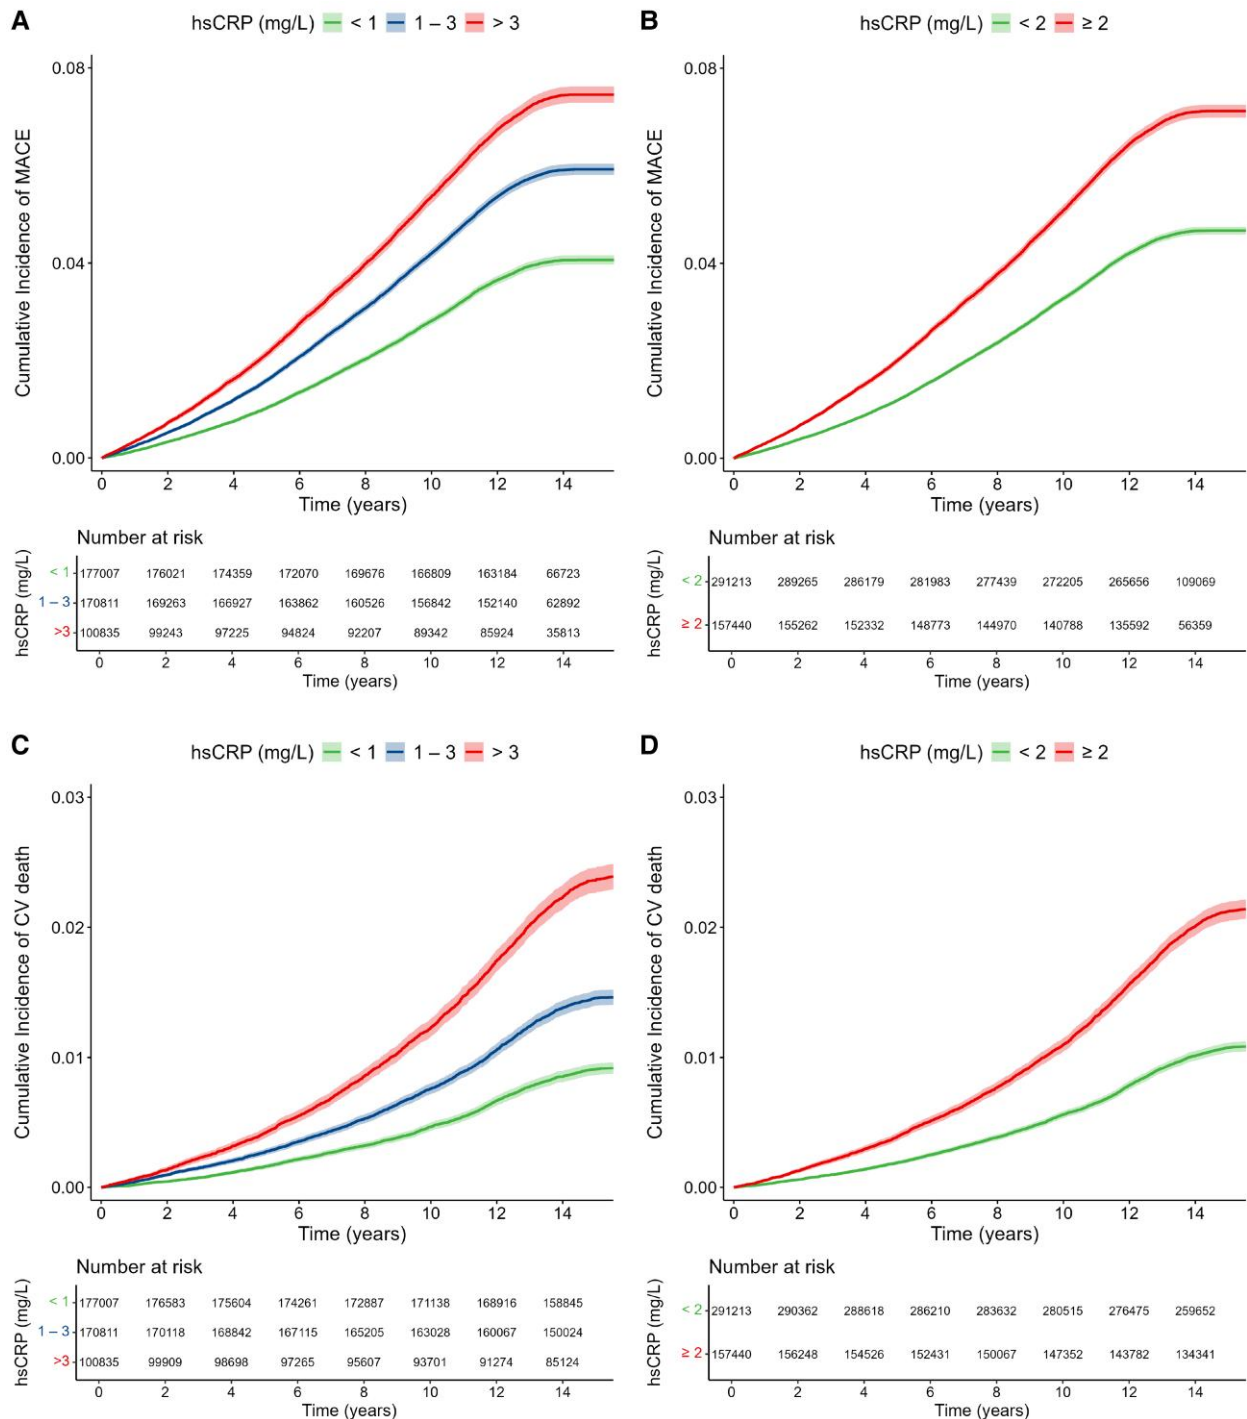 A
hsCRP (mg/L) < 1 1 – 3 > 3
Cumulative Incidence of MACE
0.08
0.04
0.00
0 2 4 6 8 10 12 14
Time (years)
Number at risk
hsCRP (mg/L)
< 1 177007 176021 174359 172070 169676 166809 163184 66723
1 – 3 170811 169263 166927 163862 160526 156842 152140 62892
>3 100835 99243 97225 94824 92207 89342 85924 35813
0 2 4 6 8 10 12 14
Time (years)
B
hsCRP (mg/L) < 2 ≥ 2
Cumulative Incidence of MACE
0.08
0.04
0.00
0 2 4 6 8 10 12 14
Time (years)
Number at risk
hsCRP (mg/L)
< 2 291213 289265 286179 281983 277439 272205 265656 109069
≥ 2 157440 155262 152332 148773 144970 140788 135592 56359
0 2 4 6 8 10 12 14
Time (years)
C
hsCRP (mg/L) < 1 1 – 3 > 3
Cumulative Incidence of CV death
0.03
0.02
0.01
0.00
0 2 4 6 8 10 12 14
Time (years)
Number at risk
hsCRP (mg/L)
< 1 177007 176583 175604 174261 172887 171138 168916 158845
1 – 3 170811 170118 168842 167115 165205 163028 160067 150024
>3 100835 99909 98698 97265 95607 93701 91274 85124
0 2 4 6 8 10 12 14
Time (years)
D
hsCRP (mg/L) < 2 ≥ 2
Cumulative Incidence of CV death
0.03
0.02
0.01
0.00
0 2 4 6 8 10 12 14
Time (years)
Number at risk
hsCRP (mg/L)
< 2 291213 290362 288618 286210 283632 280515 276475 259652
≥ 2 157440 156248 154526 152431 150067 147352 143782 134341
0 2 4 6 8 10 12 14
Time (years)